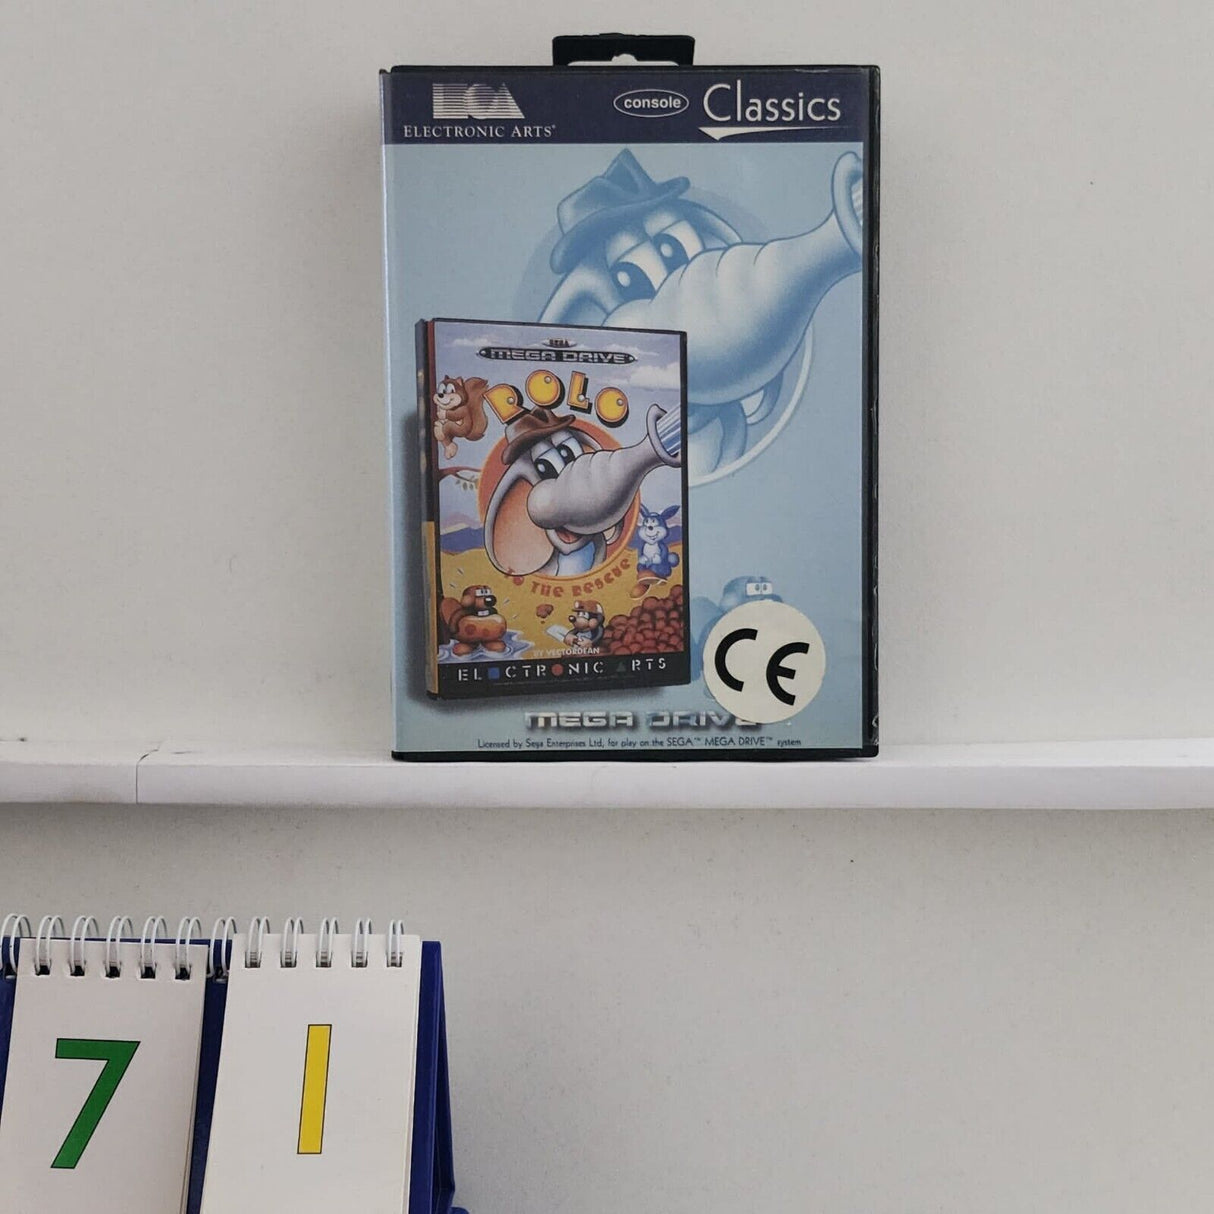 EA
ELECTRONIC ARTS®
console Classics
SEGA
MEGA DRIVE
ROLO
TO THE RESCUE
BY VECTORDEAN
ELECTRONIC ARTS
CE
MEGA DRIVE
Licensed by Sega Enterprises Ltd, for play on the SEGA™ MEGA DRIVE™ system
7 1